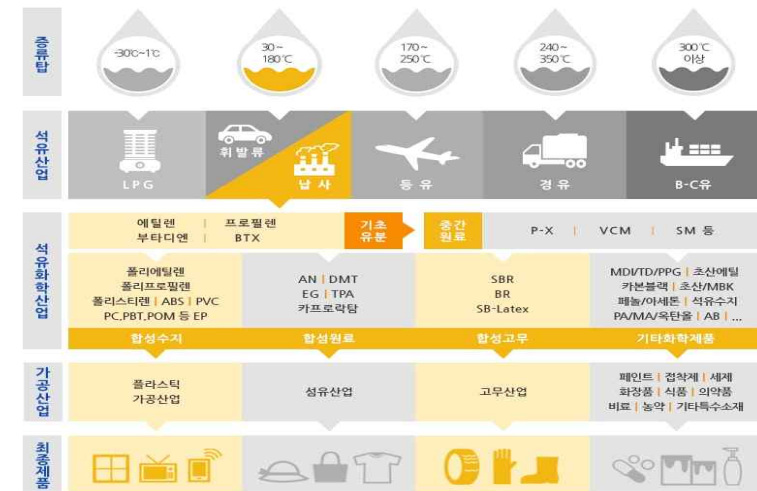 증류탑
-30℃~1℃
30~
180℃
170~
250℃
240~
350℃
300℃
이상
석유산업
LPG
휘발류
납사
등유
경유
B-C유
석유화학산업
에틸렌 | 프로필렌
부타디엔 | BTX
기초
유분
중간
원료
P-X | VCM | SM 등
폴리에틸렌
폴리프로필렌
폴리스티렌 | ABS | PVC
PC,PBT,POM 등 EP
AN | DMT
EG | TPA
카프로락탐
SBR
BR
SB-Latex
MDI/TD/PPG | 초산에틸
카본블랙 | 초산/MBK
페놀/아세톤 | 석유수지
PA/MA/옥탄올 | AB | ...
합성수지
합성원료
합성고무
기타화학제품
가공산업
플라스틱
가공산업
섬유산업
고무산업
페인트 | 접착제 | 세제
화장품 | 식품 | 의약품
비료 | 농약 | 기타특수소재
최종제품